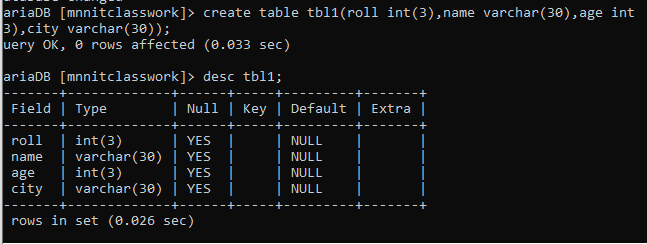 ariaDB [mnnitclasswork]> create table tbl1(roll int(3),name varchar(30),age int
3),city varchar(30));
uery OK, 0 rows affected (0.033 sec)
ariaDB [mnnitclasswork]> desc tbl1;
-------+-------------+------+-----+---------+-------+
Field | Type | Null | Key | Default | Extra |
-------+-------------+------+-----+---------+-------+
roll | int(3) | YES | | NULL | |
name | varchar(30) | YES | | NULL | |
age | int(3) | YES | | NULL | |
city | varchar(30) | YES | | NULL | |
-------+-------------+------+-----+---------+-------+
rows in set (0.026 sec)